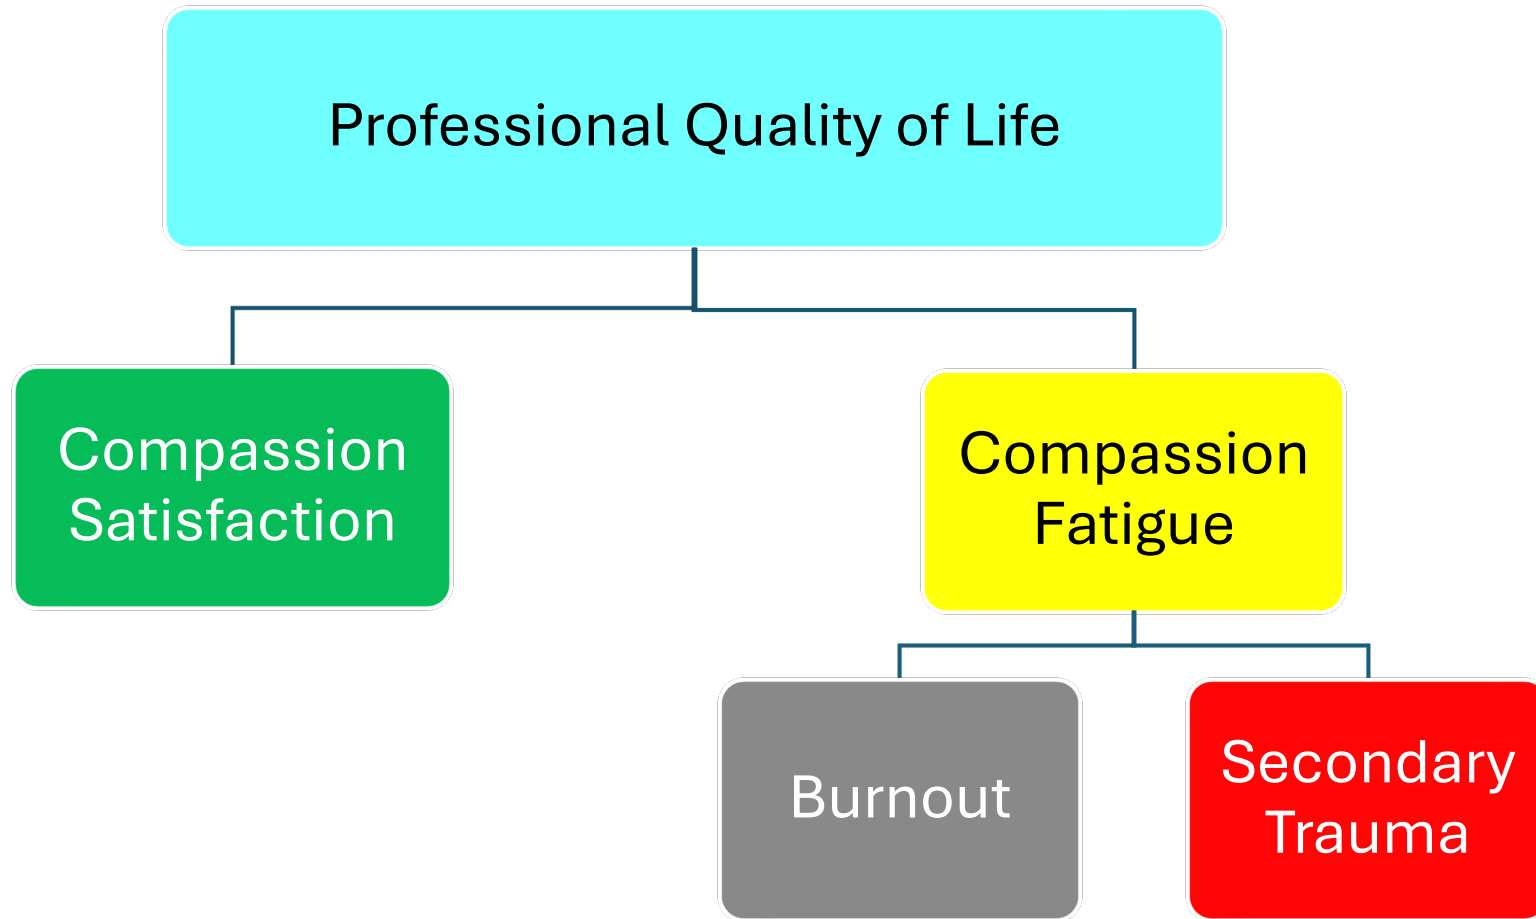 Professional Quality of Life
Compassion
Satisfaction
Compassion
Fatigue
Burnout
Secondary
Trauma